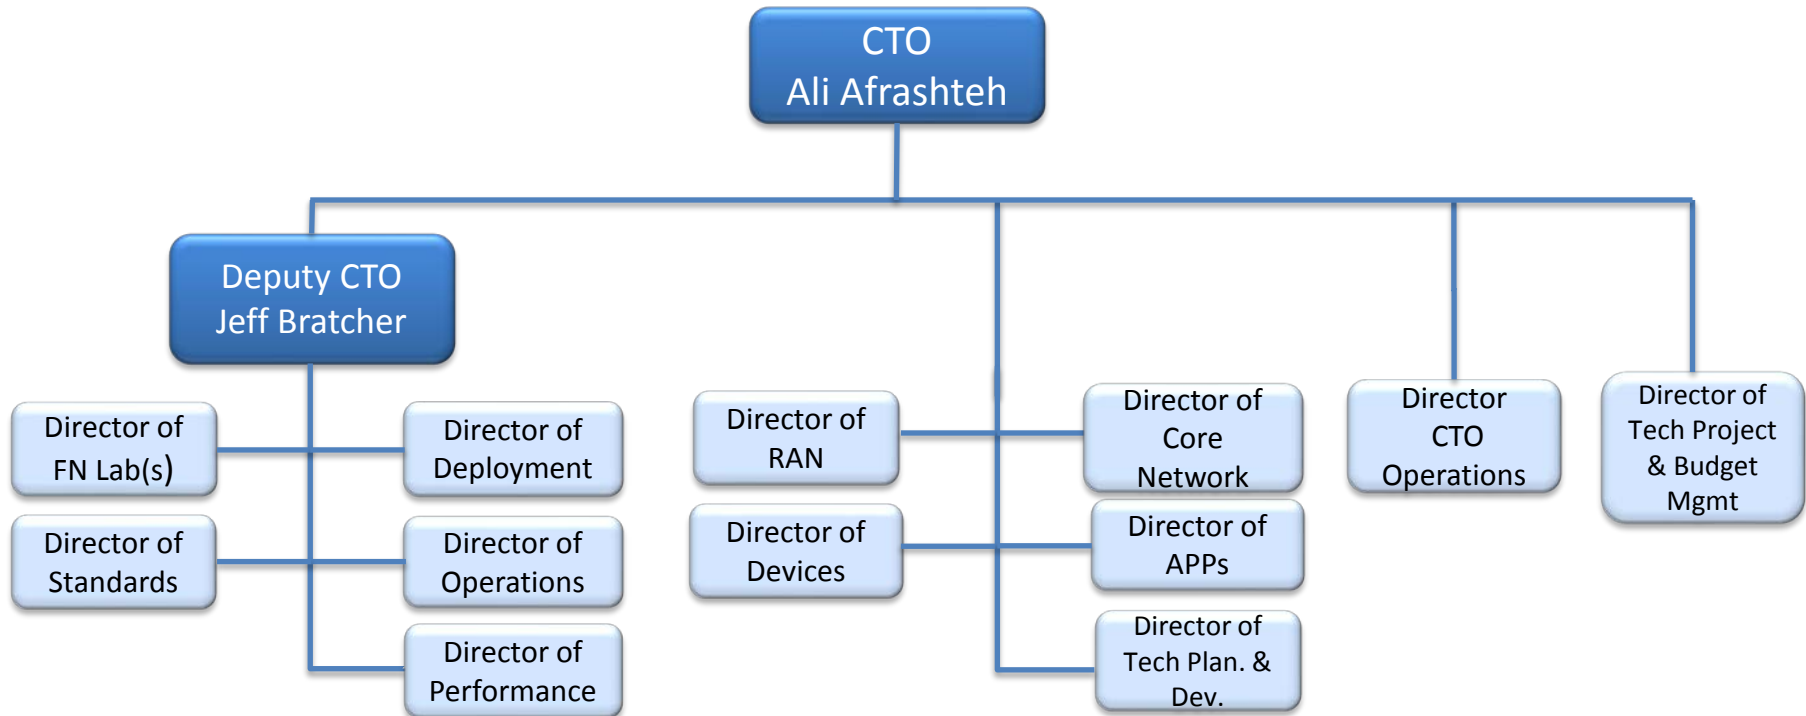 CTO
Ali Afrashteh
Deputy CTO
Jeff Bratcher
Director of
FN Lab(s)
Director of
Deployment
Director of
Standards
Director of
Operations
Director of
Performance
Director of
RAN
Director of
Core
Network
Director of
Devices
Director of
APPs
Director of
Tech Plan. &
Dev.
Director
CTO
Operations
Director of
Tech Project
& Budget
Mgmt